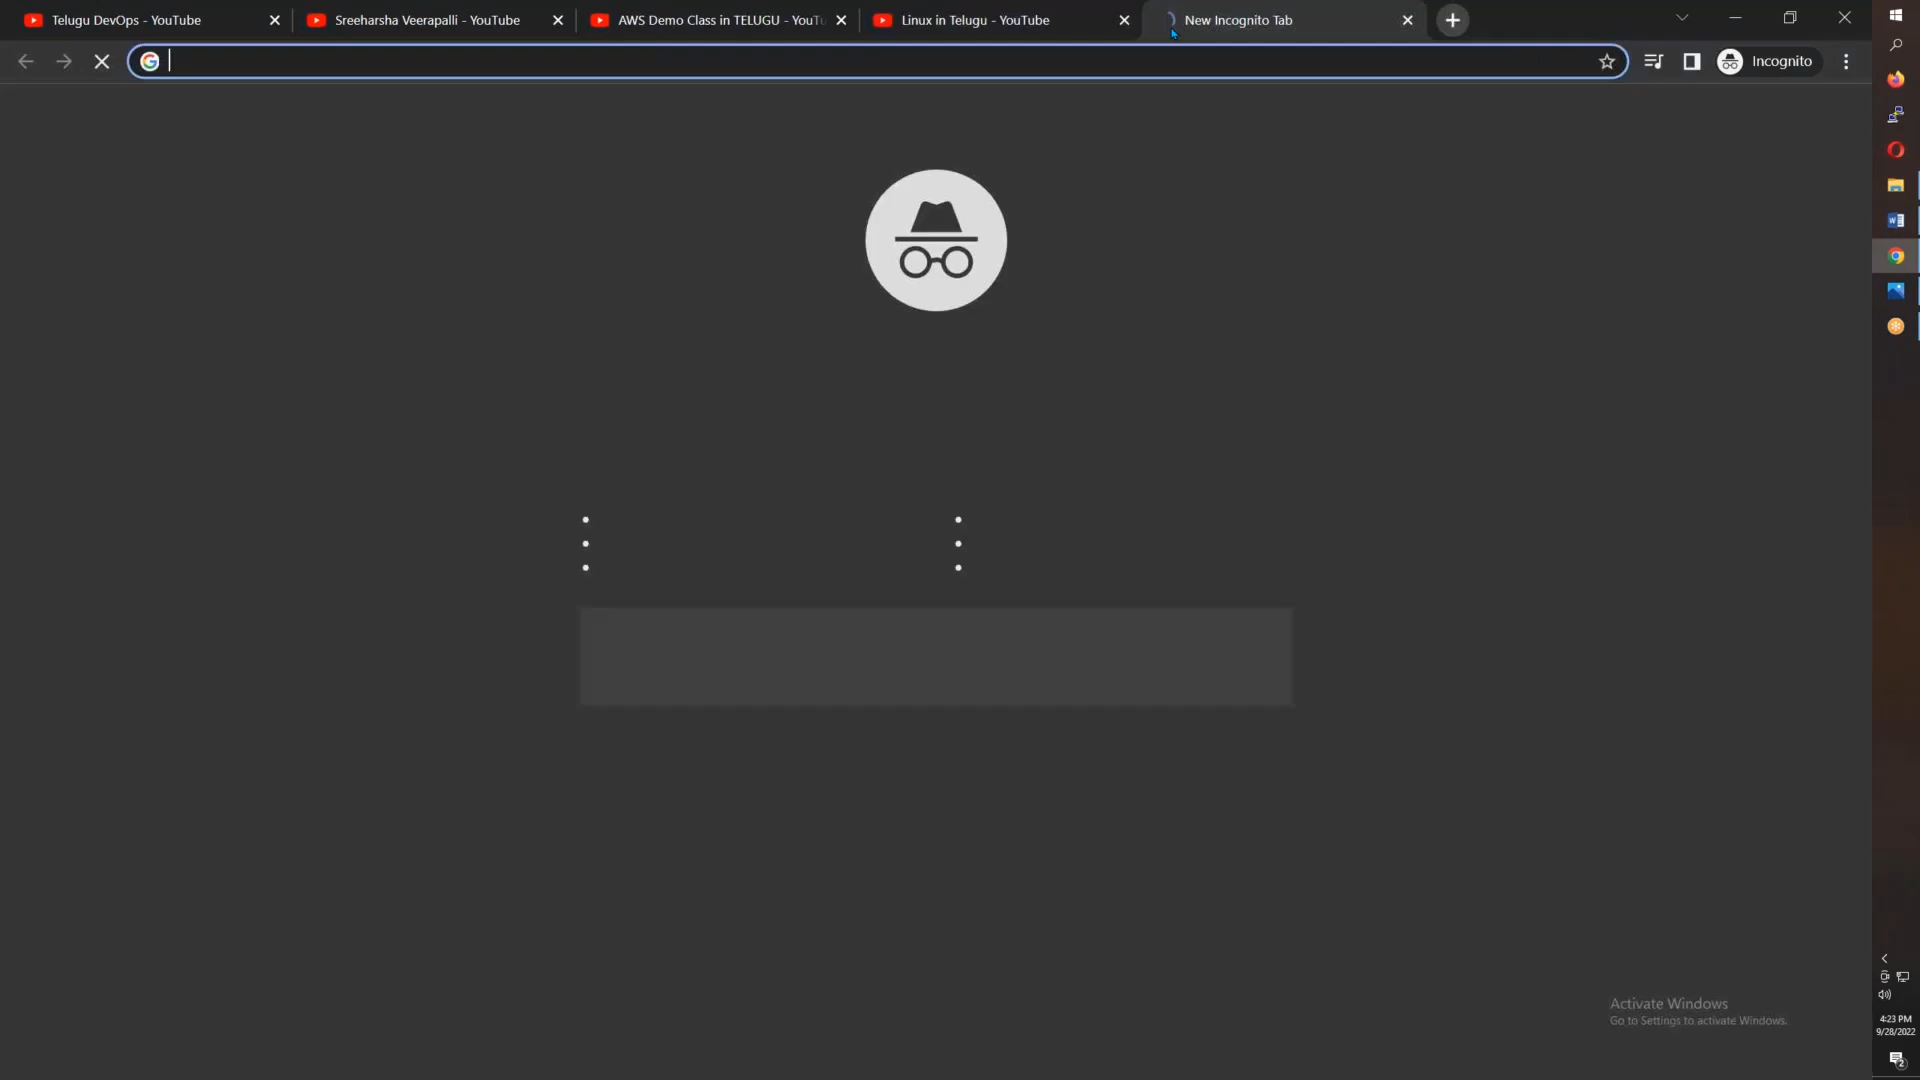 Telugu DevOps - YouTube
Sreeharsha Veerapalli - YouTube
AWS Demo Class in TELUGU - YouTu
Linux in Telugu - YouTube
New Incognito Tab
Incognito
Activate Windows
Go to Settings to activate Windows.
4:23 PM
9/28/2022
2